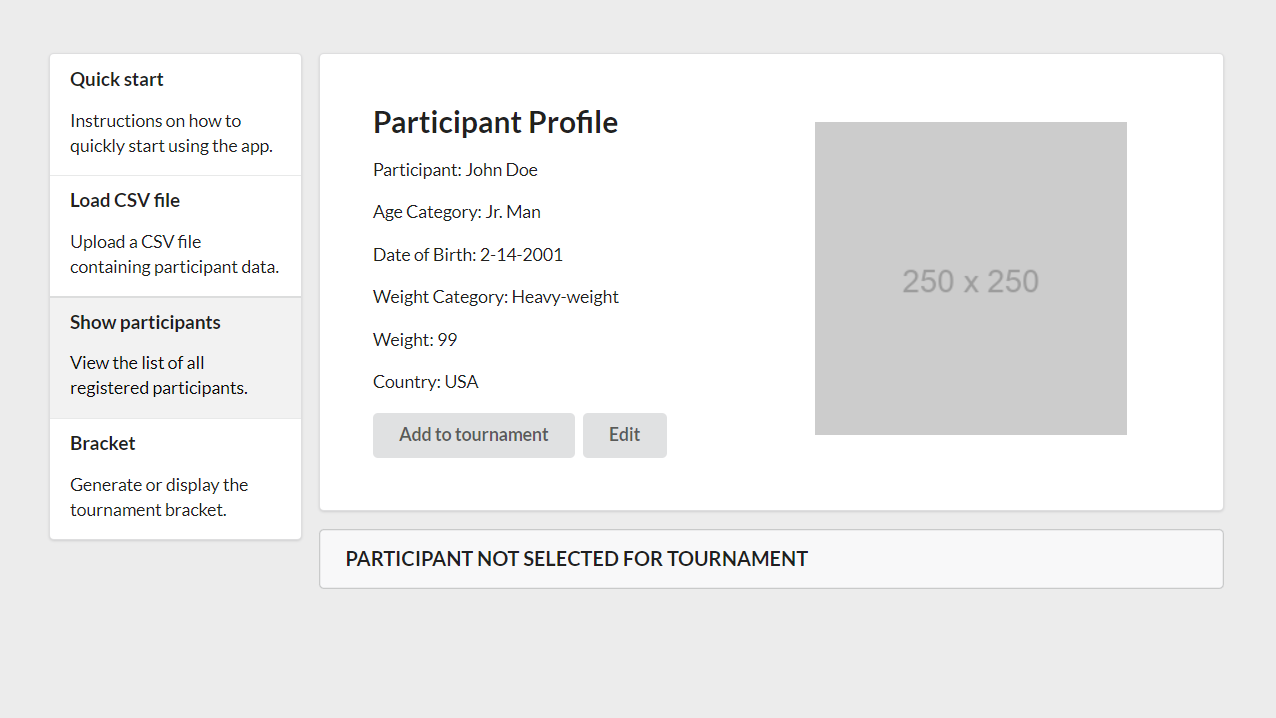 Quick start
Instructions on how to
quickly start using the app.
Load CSV file
Upload a CSV file
containing participant data.
Show participants
View the list of all
registered participants.
Bracket
Generate or display the
tournament bracket.
Participant Profile
Participant: John Doe
Age Category: Jr. Man
Date of Birth: 2-14-2001
Weight Category: Heavy-weight
Weight: 99
Country: USA
Add to tournament
Edit
250 x 250
PARTICIPANT NOT SELECTED FOR TOURNAMENT